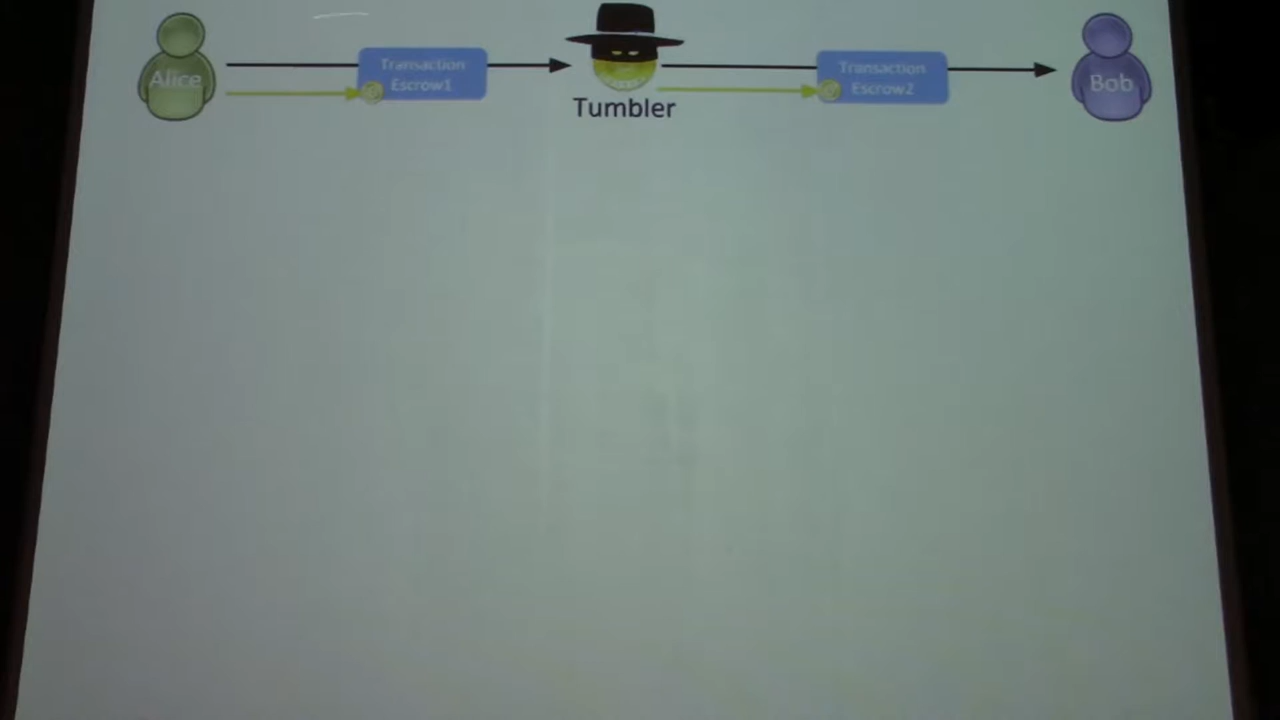 Alice
Transaction
Escrow1
Tumbler
Transaction
Escrow2
Bob